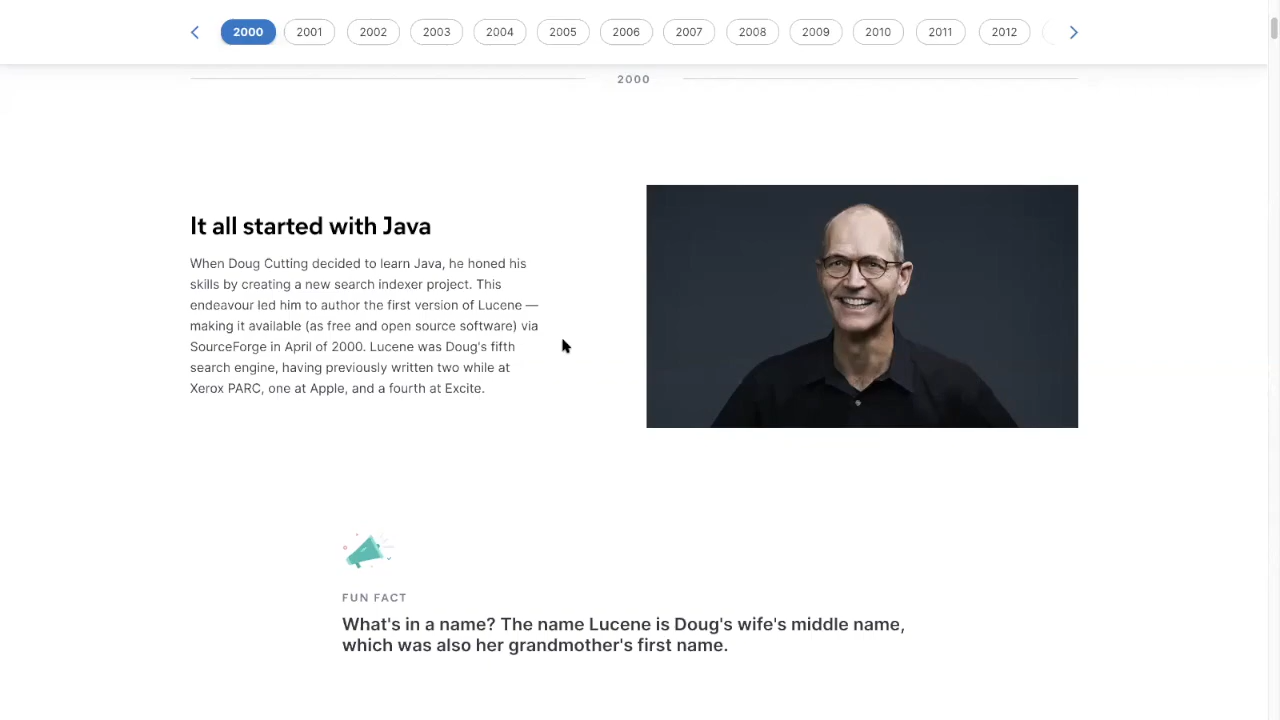 2000 2001 2002 2003 2004 2005 2006 2007 2008 2009 2010 2011 2012
2000
It all started with Java
When Doug Cutting decided to learn Java, he honed his
skills by creating a new search indexer project. This
endeavour led him to author the first version of Lucene —
making it available (as free and open source software) via
SourceForge in April of 2000. Lucene was Doug's fifth
search engine, having previously written two while at
Xerox PARC, one at Apple, and a fourth at Excite.
FUN FACT
What's in a name? The name Lucene is Doug's wife's middle name,
which was also her grandmother's first name.